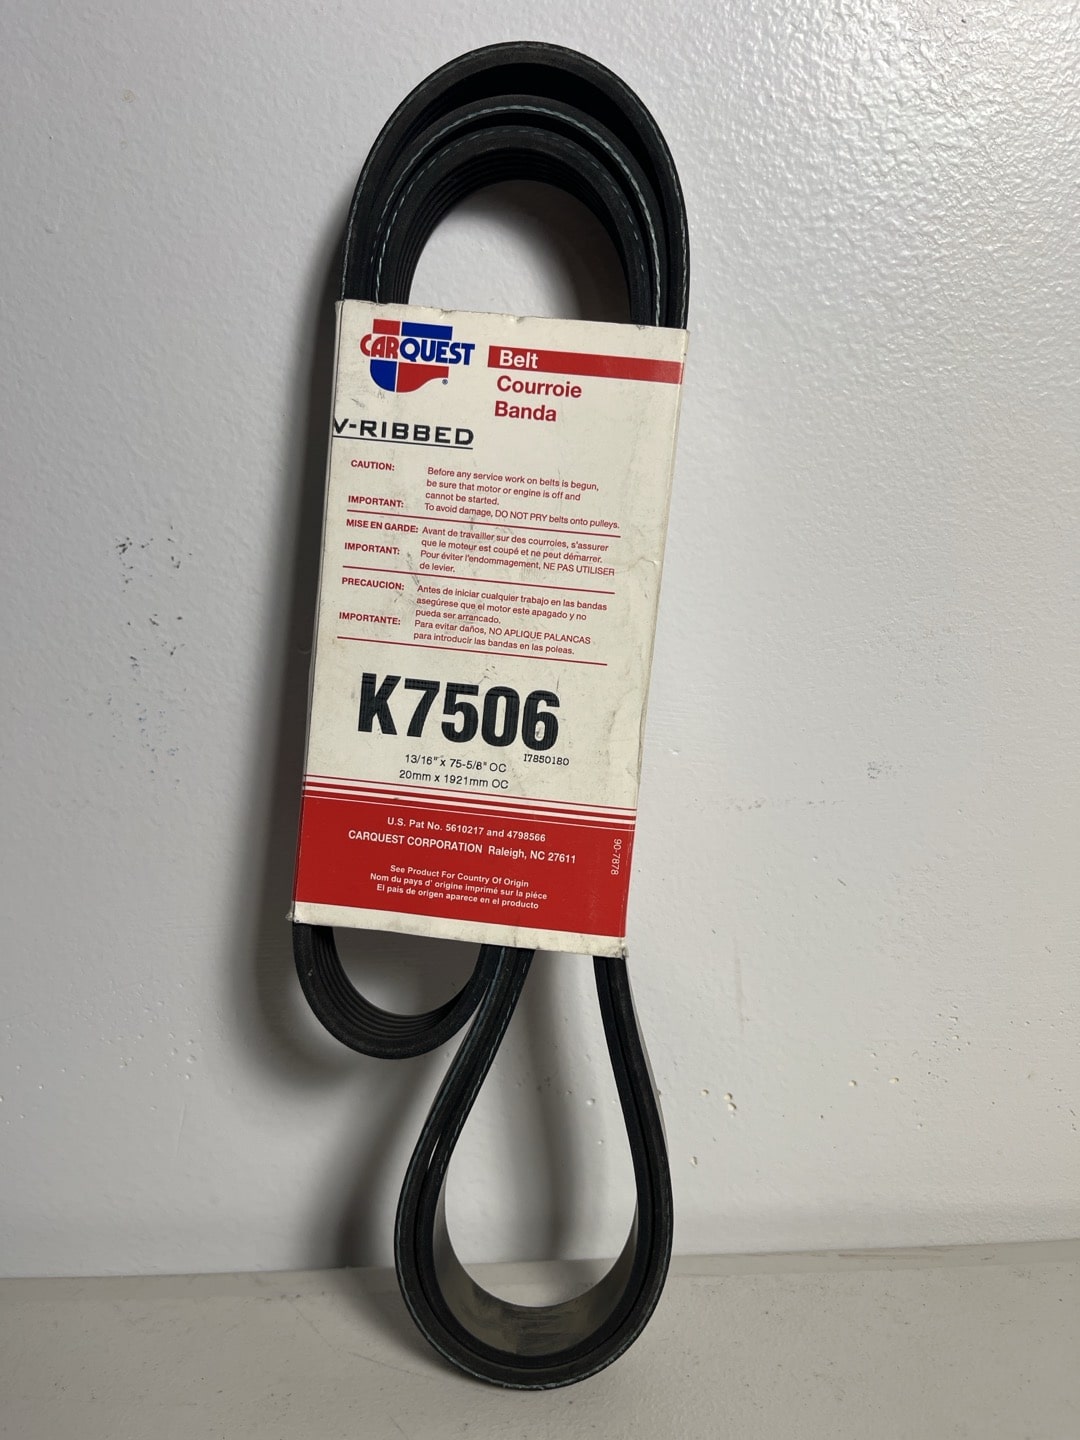 CARQUEST ®
Belt
Courroie
Banda
V-RIBBED
CAUTION: Before any service work on belts is begun,
be sure that motor or engine is off and
cannot be started.
IMPORTANT: To avoid damage, DO NOT PRY belts onto pulleys.
MISE EN GARDE: Avant de travailler sur des courroies, s'assurer
que le moteur est coupé et ne peut démarrer.
IMPORTANT: Pour éviter l'endommagement, NE PAS UTILISER
de levier.
PRECAUCION: Antes de iniciar cualquier trabajo en las bandas
asegúrese que el motor este apagado y no
pueda ser arrancado.
IMPORTANTE: Para evitar daños, NO APLIQUE PALANCAS
para introducir las bandas en las poleas.
K7506
13/16" x 75-5/8" OC I7850180
20mm x 1921mm OC
U.S. Pat No. 5610217 and 4798566
CARQUEST CORPORATION Raleigh, NC 27611
90-7878
See Product For Country Of Origin
Nom du pays d' origine imprimé sur la piéce
El pais de origen aparece en el producto